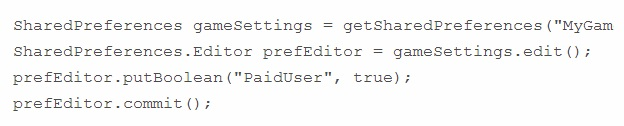 SharedPreferences gameSettings = getSharedPreferences("MyGam
SharedPreferences.Editor prefEditor = gameSettings.edit();
prefEditor.putBoolean("PaidUser", true);
prefEditor.commit();